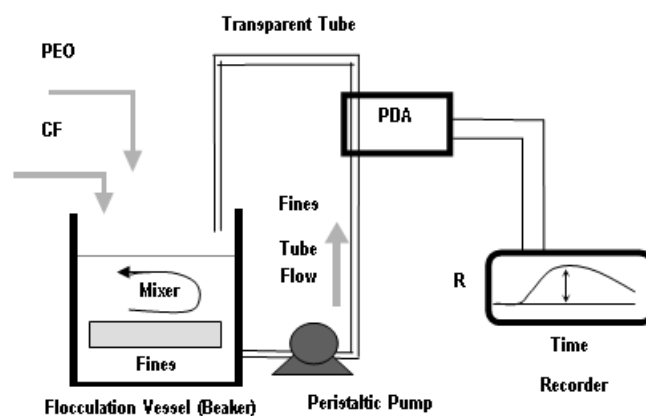 Transparent Tube
PEO
CF
PDA
Fines
Tube
Flow
Mixer
Fines
R
Time
Recorder
Flocculation Vessel (Beaker)
Peristaltic Pump